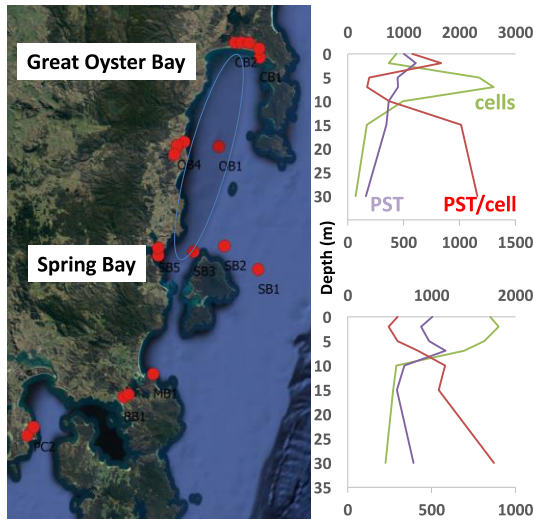 Great Oyster Bay
CB2
CB1
OB4
OB1
Spring Bay
SB5
SB3
SB2
SB1
MB1
BB1
PC2
0 1000 2000 3000
0
5
10
15
20
25
30
cells
PST
PST/cell
0 500 1000 1500
Depth (m)
0 1000 2000
0
5
10
15
20
25
30
35
0 500 1000